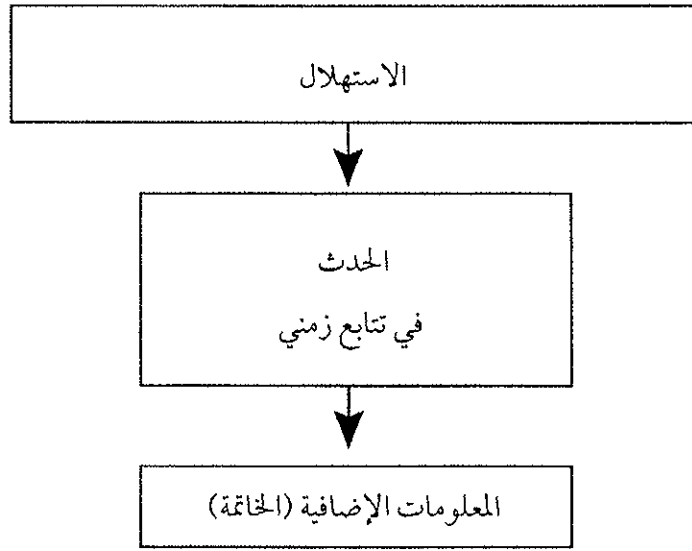 الاستهلال
الحدث
في تتابع زمني
المعلومات الإضافية (الخاتمة)